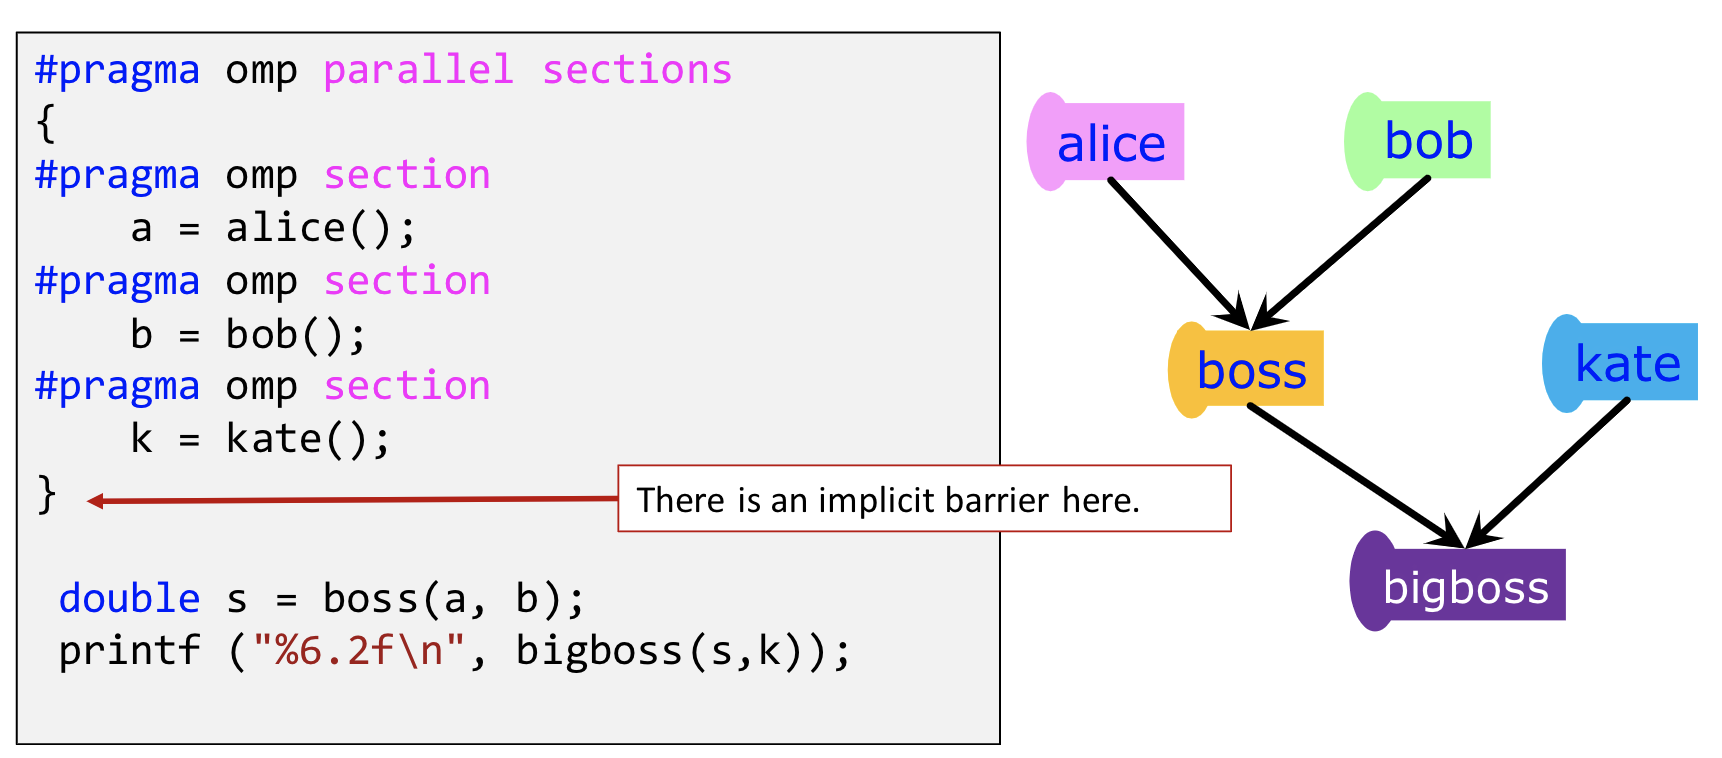 #pragma omp parallel sections
{
#pragma omp section
    a = alice();
#pragma omp section
    b = bob();
#pragma omp section
    k = kate();
}
There is an implicit barrier here.
 double s = boss(a, b);
 printf ("%6.2f\n", bigboss(s,k));
alice
bob
boss
kate
bigboss